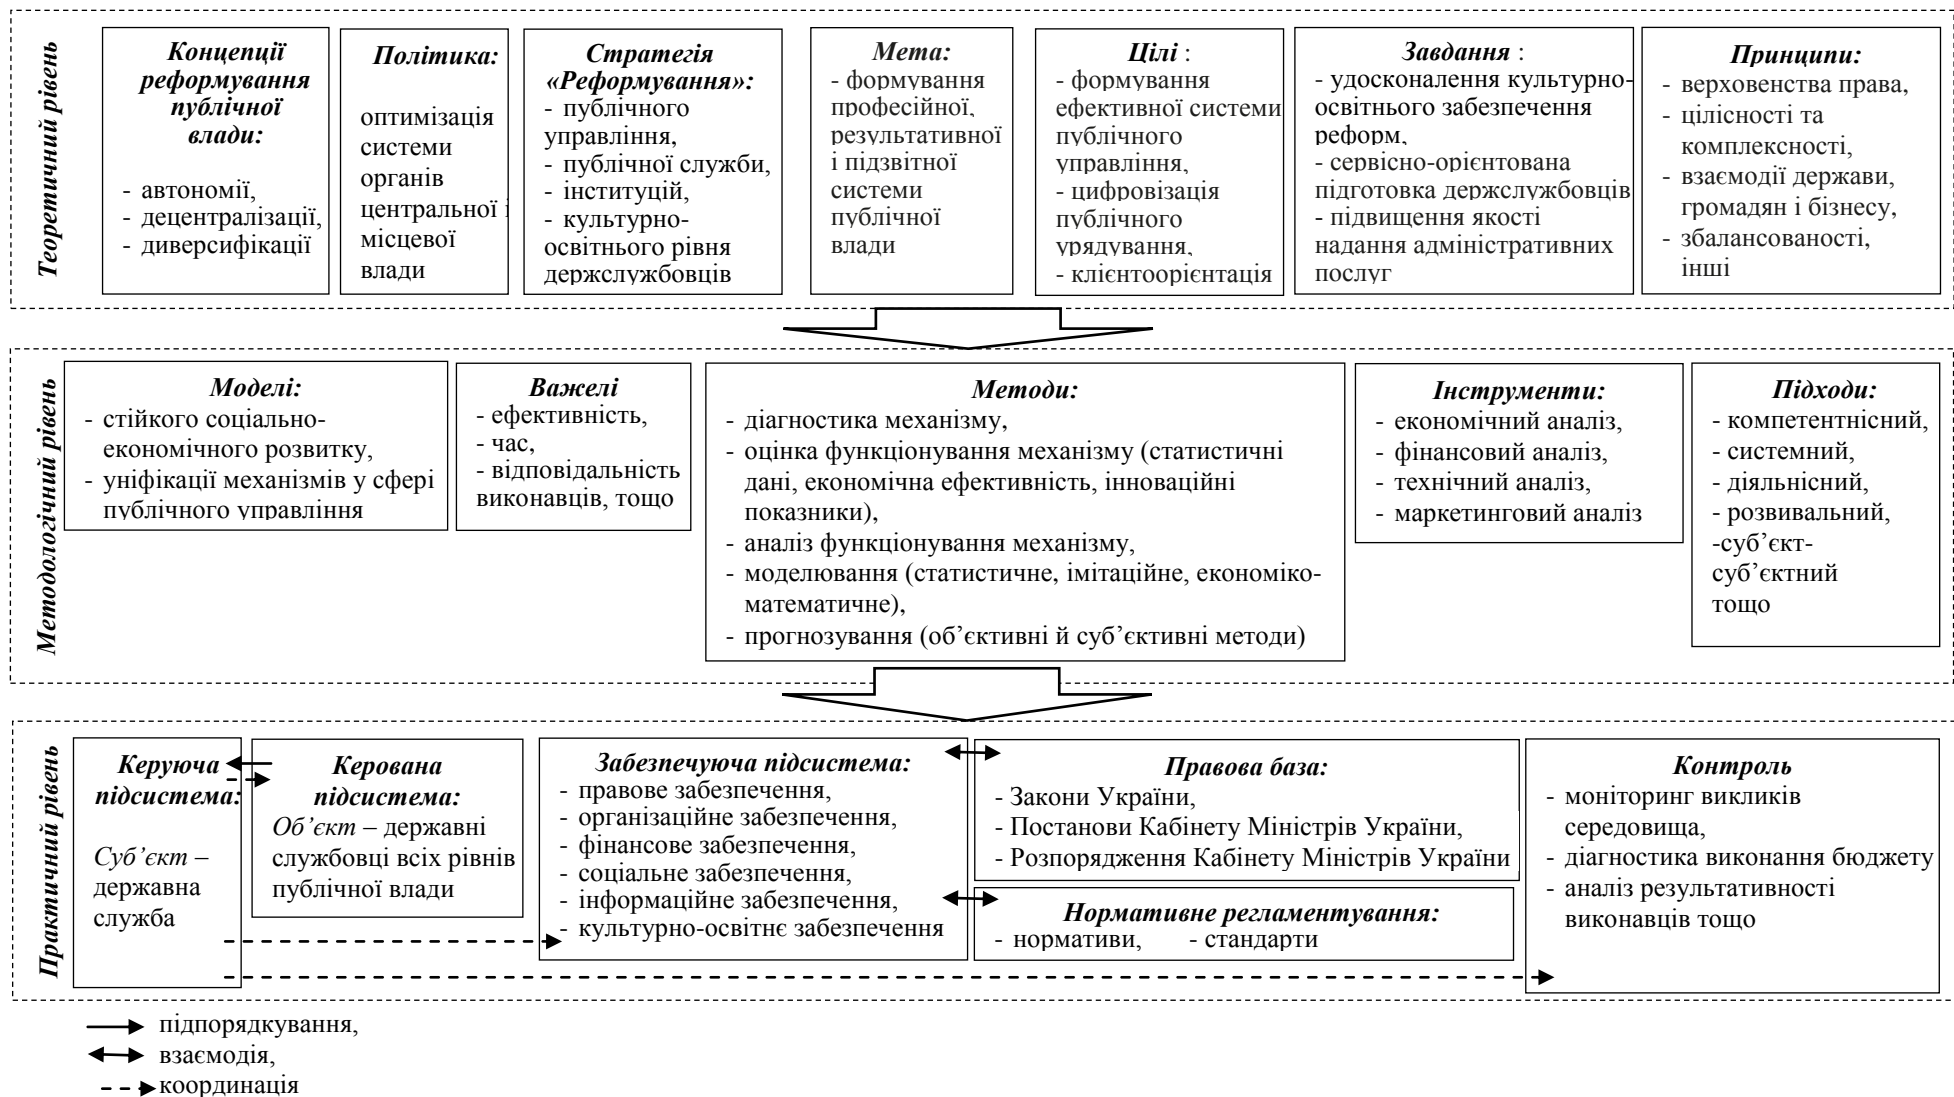 Теоретичний рівень
Концепції
реформування
публічної
влади:
- автономії,
- децентралізації,
- диверсифікації
Політика:
оптимізація
системи
органів
центральної і
місцевої
влади
Стратегія
«Реформування»:
- публічного
управління,
- публічної служби,
- інституцій,
- культурно-
освітнього рівня
держслужбовців
Мета:
- формування
професійної,
результативної
і підзвітної
системи
публічної
влади
Цілі :
- формування
ефективної системи
публічного
управління,
- цифровізація
публічного
урядування,
- клієнтоорієнтація
Завдання :
- удосконалення культурно-
освітнього забезпечення
реформ,
- сервісно-орієнтована
підготовка держслужбовців
- підвищення якості
надання адміністративних
послуг
Принципи:
- верховенства права,
- цілісності та
комплексності,
- взаємодії держави,
громадян і бізнесу,
- збалансованості,
інші
Методологічний рівень
Моделі:
- стійкого соціально-
економічного розвитку,
- уніфікації механізмів у сфері
публічного управління
Важелі
- ефективність,
- час,
- відповідальність
виконавців, тощо
Методи:
- діагностика механізму,
- оцінка функціонування механізму (статистичні
дані, економічна ефективність, інноваційні
показники),
- аналіз функціонування механізму,
- моделювання (статистичне, імітаційне, економіко-
математичне),
- прогнозування (об’єктивні й суб’єктивні методи)
Інструменти:
- економічний аналіз,
- фінансовий аналіз,
- технічний аналіз,
- маркетинговий аналіз
Підходи:
- компетентнісний,
- системний,
- діяльнісний,
- розвивальний,
-суб’єкт-
суб’єктний
тощо
Практичний рівень
Керуюча
підсистема:
Суб’єкт –
державна
служба
Керована
підсистема:
Об’єкт – державні
службовці всіх рівнів
публічної влади
Забезпечуюча підсистема:
- правове забезпечення,
- організаційне забезпечення,
- фінансове забезпечення,
- соціальне забезпечення,
- інформаційне забезпечення,
- культурно-освітнє забезпечення
Правова база:
- Закони України,
- Постанови Кабінету Міністрів України,
- Розпорядження Кабінету Міністрів України
Нормативне регламентування:
- нормативи, - стандарти
Контроль
- моніторинг викликів
середовища,
- діагностика виконання бюджету
- аналіз результативності
виконавців тощо
підпорядкування,
взаємодія,
координація